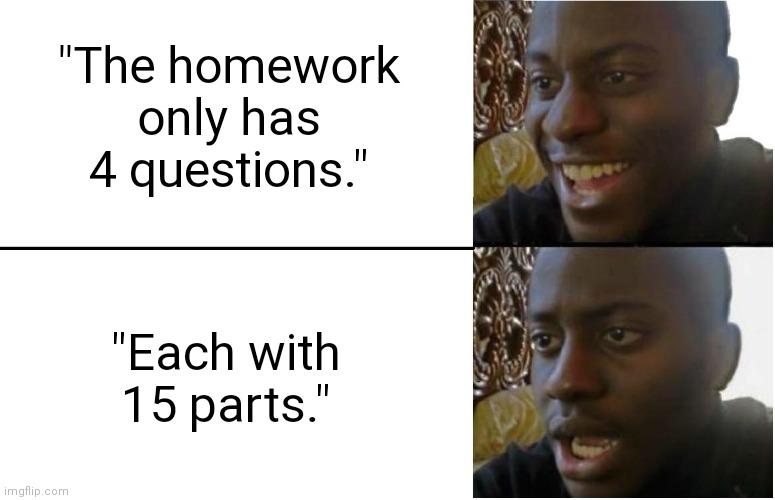 "The homework
only has
4 questions."
"Each with
15 parts."
imgflip.com